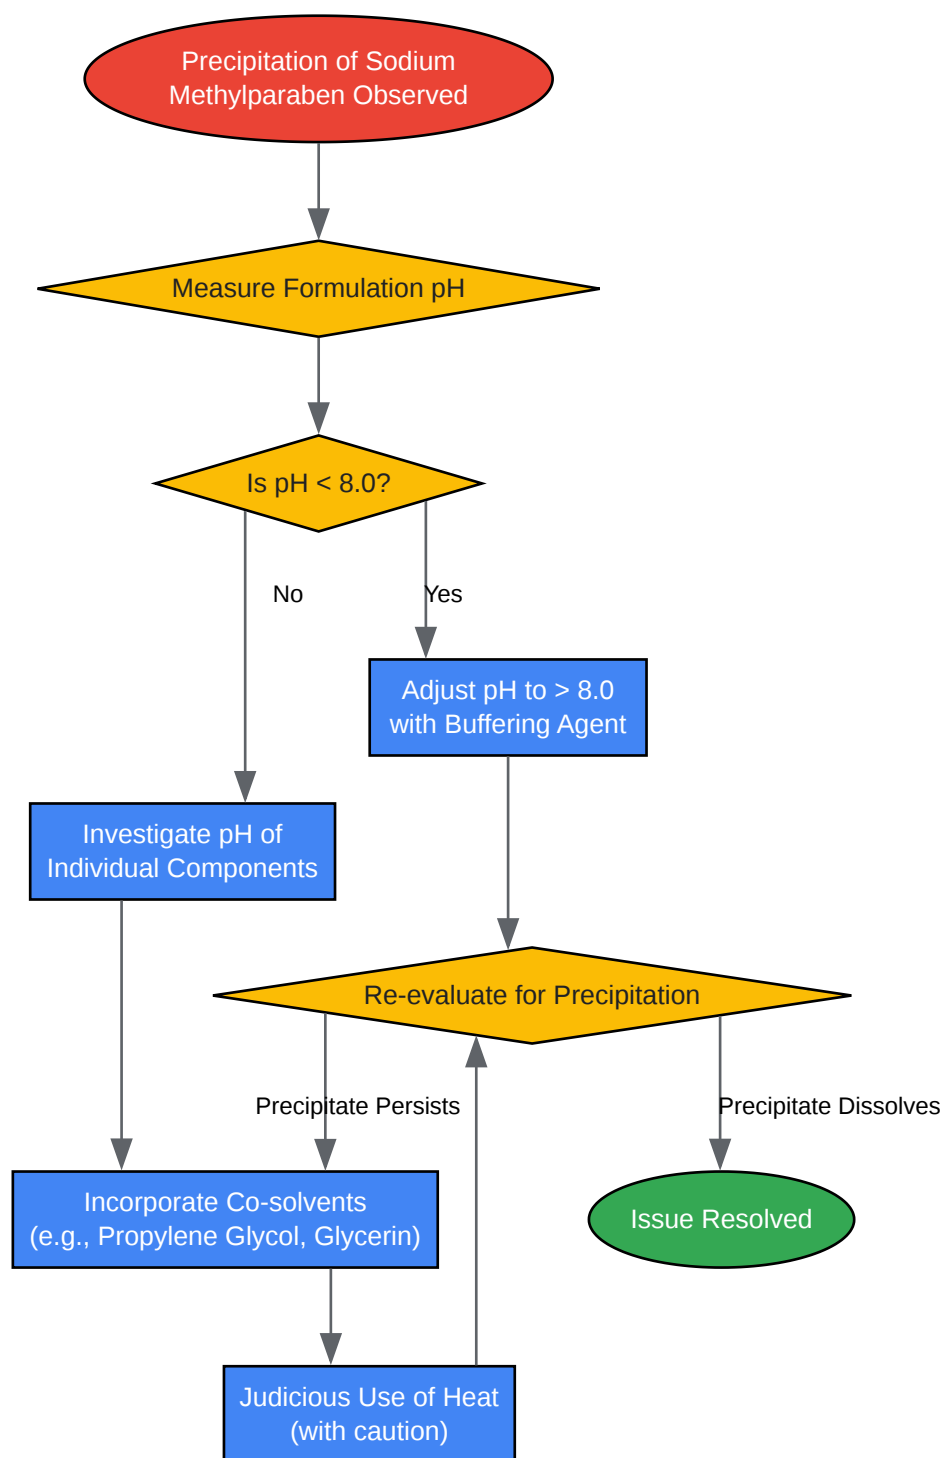 Precipitation of Sodium
Methylparaben Observed
Measure Formulation pH
Is pH < 8.0?
No
Yes
Adjust pH to > 8.0
with Buffering Agent
Investigate pH of
Individual Components
Re-evaluate for Precipitation
Precipitate Persists
Precipitate Dissolves
Incorporate Co-solvents
(e.g., Propylene Glycol, Glycerin)
Issue Resolved
Judicious Use of Heat
(with caution)